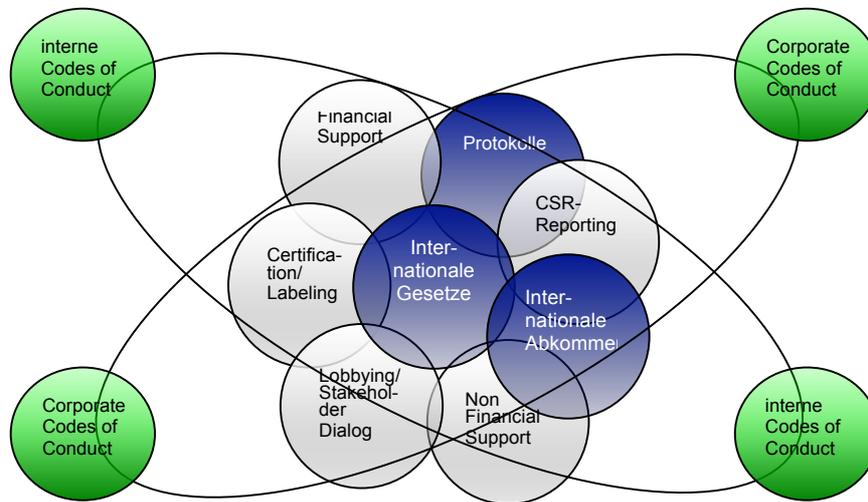 interne
Codes of
Conduct
Corporate
Codes of
Conduct
Financial
Support
Protokolle
CSR-
Reporting
Certifica-
tion/
Labeling
Inter-
nationale
Gesetze
Inter-
nationale
Abkommen
Lobbying/
Stakehol-
der
Dialog
Non
Financial
Support
Corporate
Codes of
Conduct
interne
Codes of
Conduct